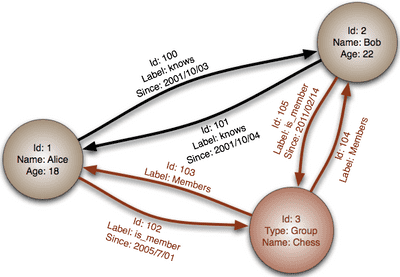 Id: 100
Label: knows
Since: 2001/10/03
Id: 2
Name: Bob
Age: 22
Id: 101
Label: knows
Since: 2001/10/04
Id: 105
Label: is_member
Since: 2011/02/14
Id: 104
Label: Members
Id: 1
Name: Alice
Age: 18
Id: 103
Label: Members
Id: 102
Label: is_member
Since: 2005/7/01
Id: 3
Type: Group
Name: Chess